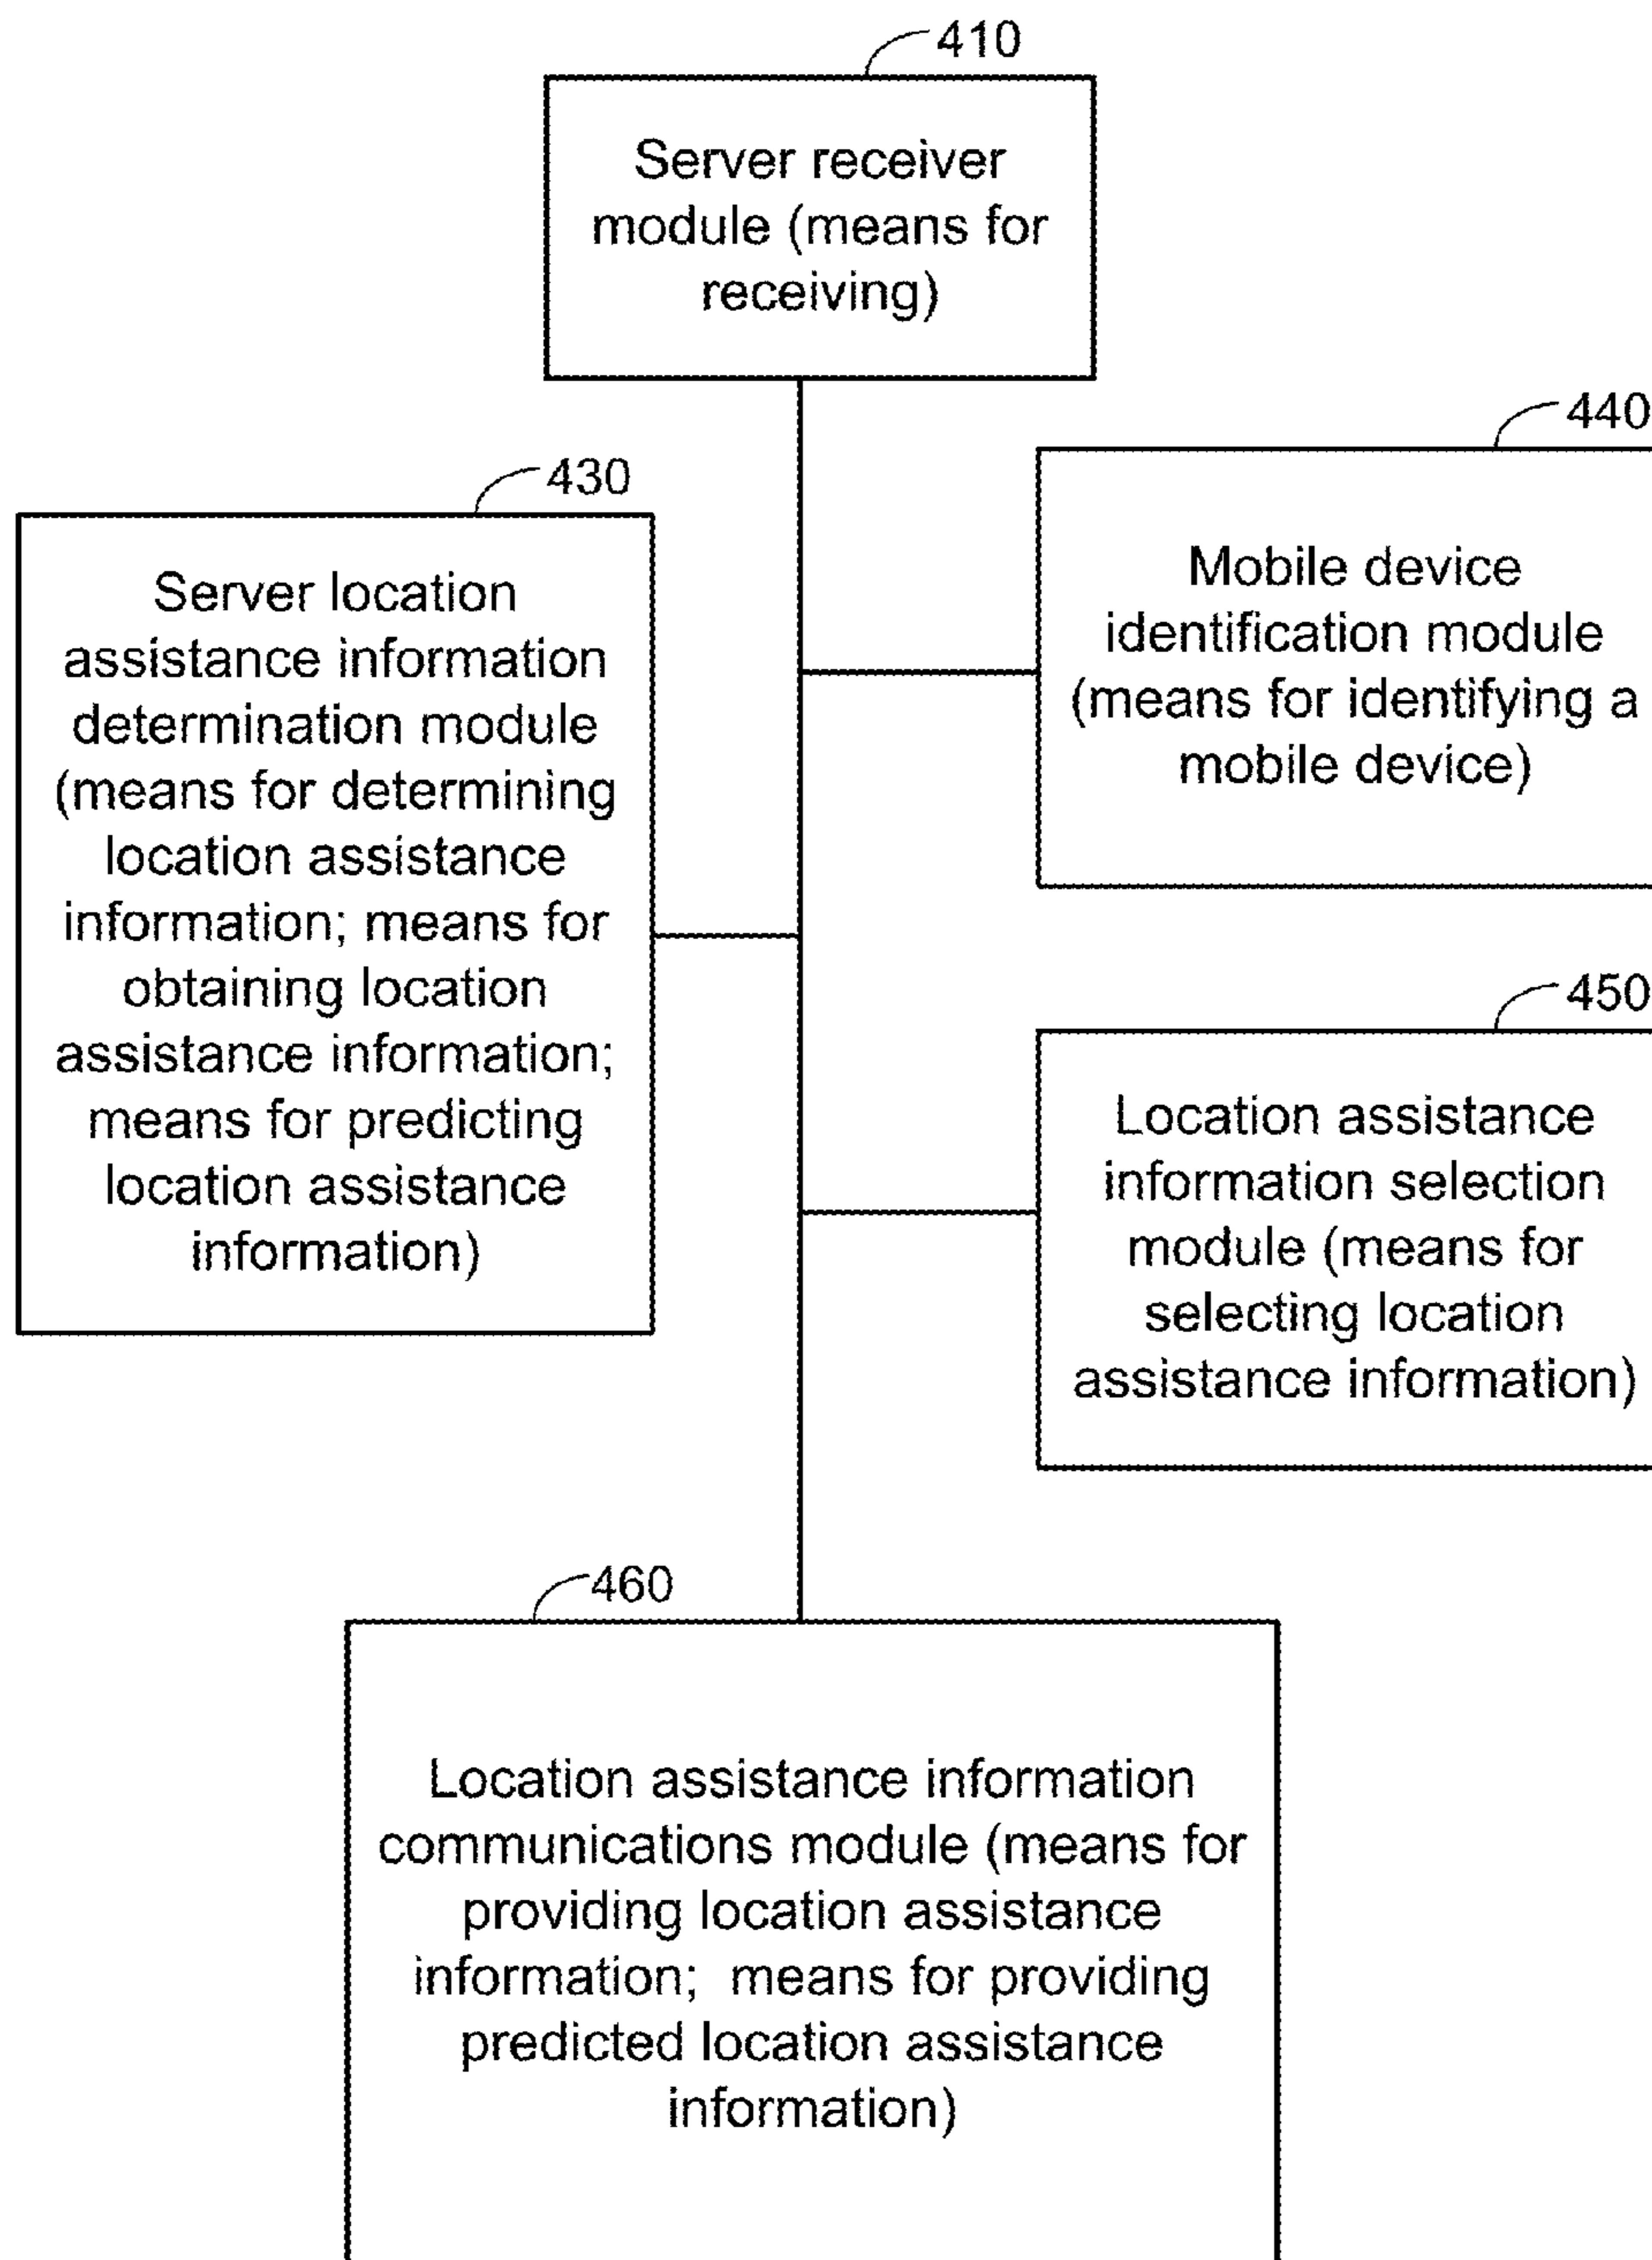 410
Server receiver
module (means for
receiving)
440
Mobile device
identification module
(means for identifying a
mobile device)
430
Server location
assistance information
determination module
(means for determining
location assistance
information; means for
obtaining location
assistance information;
means for predicting
location assistance
information)
450
Location assistance
information selection
module (means for
selecting location
assistance information)
460
Location assistance information
communications module (means for
providing location assistance
information;  means for providing
predicted location assistance
information)